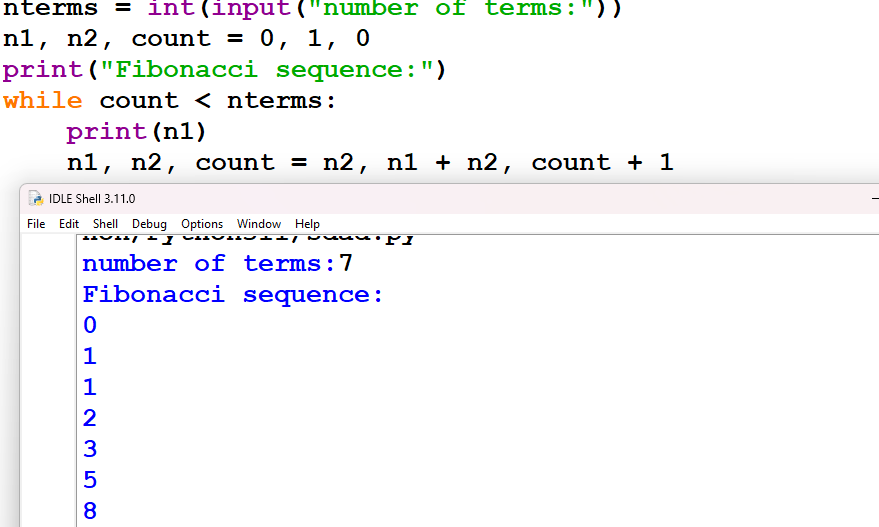 nterms = int(input("number of terms:"))
n1, n2, count = 0, 1, 0
print("Fibonacci sequence:")
while count < nterms:
    print(n1)
    n1, n2, count = n2, n1 + n2, count + 1
IDLE Shell 3.11.0
File Edit Shell Debug Options Window Help
number of terms:7
Fibonacci sequence:
0
1
1
2
3
5
8